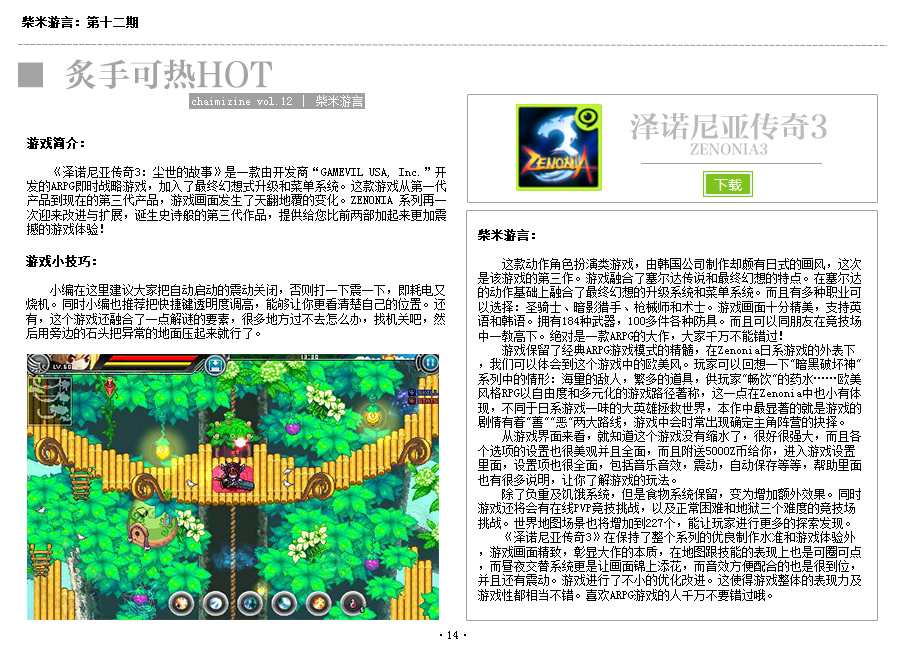 柴米游言：第十二期
炙手可热HOT
chaimizine vol.12 | 柴米游言
游戏简介：
《泽诺尼亚传奇3：尘世的故事》是一款由开发商“GAMEVIL USA, Inc.”开
发的ARPG即时战略游戏，加入了最终幻想式升级和菜单系统。这款游戏从第一代
产品到现在的第三代产品，游戏画面发生了天翻地覆的变化。ZENONIA 系列再一
次迎来改进与扩展，诞生史诗般的第三代作品，提供给您比前两部加起来更加震
撼的游戏体验！
游戏小技巧：
小编在这里建议大家把自动启动的震动关闭，否则打一下震一下，即耗电又
烧机。同时小编也推荐把快捷键透明度调高，能够让你更看清楚自己的位置。还
有，这个游戏还融合了一点解谜的要素，很多地方过不去怎么办，找机关吧，然
后用旁边的石头把异常的地面压起来就行了。
LV.60
ZENONIA
泽诺尼亚传奇3
ZENONIA3
下载
柴米游言：
这款动作角色扮演类游戏，由韩国公司制作却颇有日式的画风，这次
是该游戏的第三作。游戏融合了塞尔达传说和最终幻想的特点。在塞尔达
的动作基础上融合了最终幻想的升级系统和菜单系统。而且有多种职业可
以选择：圣骑士、暗影猎手、枪械师和术士。游戏画面十分精美，支持英
语和韩语。拥有184种武器，100多件各种防具。而且可以同朋友在竞技场
中一教高下。绝对是一款ARPG的大作，大家千万不能错过！
游戏保留了经典ARPG游戏模式的精髓，在Zenonia日系游戏的外表下
，我们可以体会到这个游戏中的欧美风。玩家可以回想一下“暗黑破坏神”
系列中的情形：海量的敌人，繁多的道具，供玩家“畅饮”的药水……欧美
风格RPG以自由度和多元化的游戏路径著称，这一点在Zenonia中也小有体
现，不同于日系游戏一味的大英雄拯救世界，本作中最显著的就是游戏的
剧情有着“善”“恶”两大路线，游戏中会时常出现确定主角阵营的抉择。
从游戏界面来看，就知道这个游戏没有缩水了，很好很强大，而且各
个选项的设置也很美观并且全面，而且附送5000Z币给你，进入游戏设置
里面，设置项也很全面，包括音乐音效，震动，自动保存等等，帮助里面
也有很多说明，让你了解游戏的玩法。
除了负重及饥饿系统，但是食物系统保留，变为增加额外效果。同时
游戏还将会有在线PVP竞技挑战，以及正常困难和地狱三个难度的竞技场
挑战。世界地图场景也将增加到227个，能让玩家进行更多的探索发现。
《泽诺尼亚传奇3》在保持了整个系列的优良制作水准和游戏体验外
，游戏画面精致，彰显大作的本质，在地图跟技能的表现上也是可圈可点
，而昼夜交替系统更是让画面锦上添花，而音效方便配合的也是很到位，
并且还有震动。游戏进行了不小的优化改进。这使得游戏整体的表现力及
游戏性都相当不错。喜欢ARPG游戏的人千万不要错过哦。
·14·